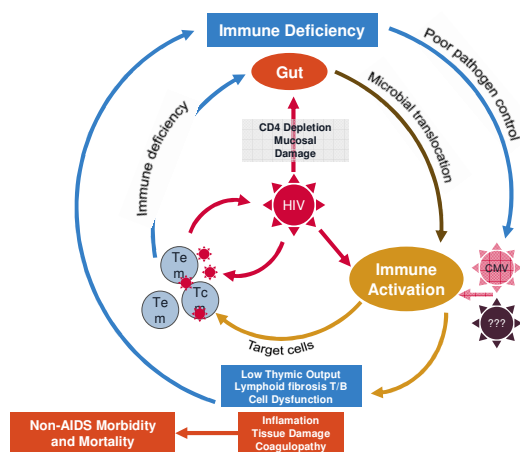 Immune Deficiency
Poor pathogen control
Gut
Microbial translocation
Immune deficiency
CD4 Depletion
Mucosal
Damage
HIV
Te
m
Te
m
Tc
m
Immune
Activation
CMV
???
Target cells
Low Thymic Output
Lymphoid fibrosis T/B
Cell Dysfunction
Non-AIDS Morbidity
and Mortality
Inflamation
Tissue Damage
Coagulopathy